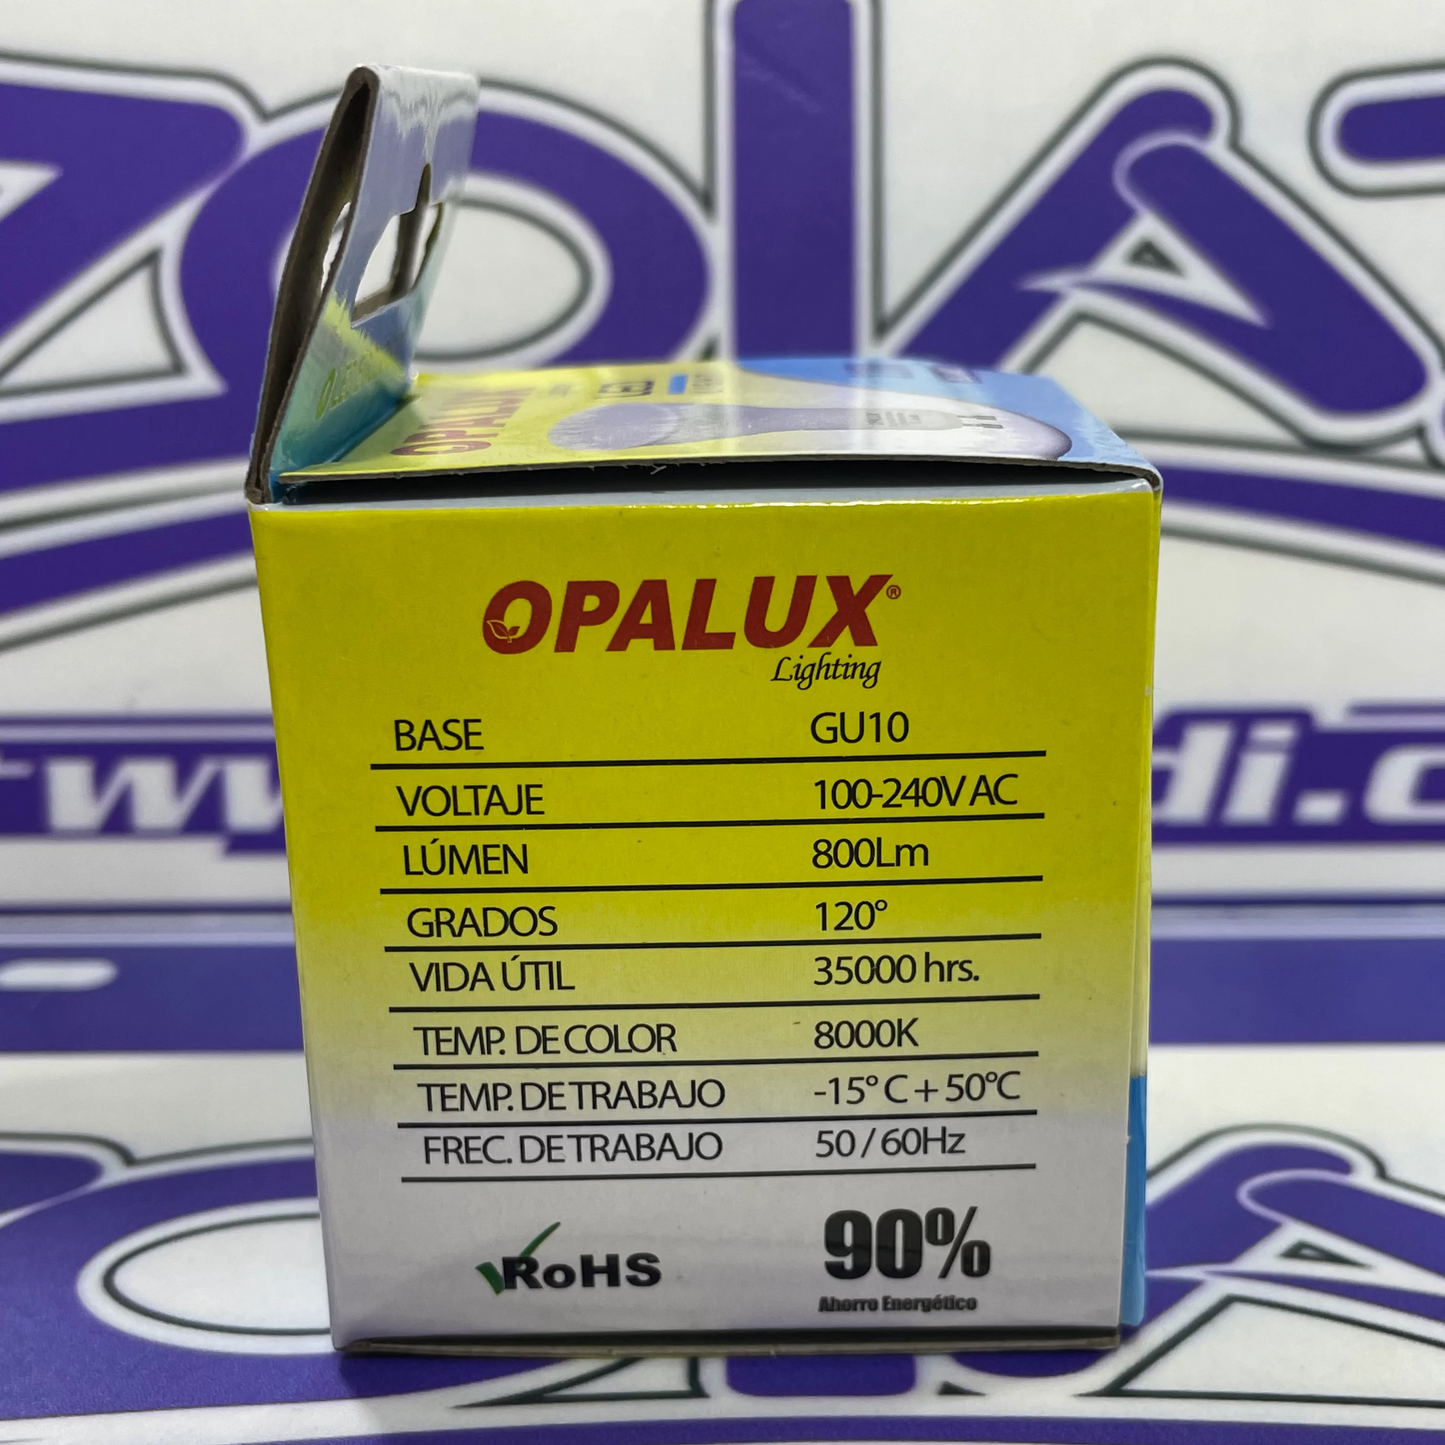 OPALUX
OPALUX®
Lighting
BASE GU10
VOLTAJE 100-240V AC
LÚMEN 800Lm
GRADOS 120°
VIDA ÚTIL 35000 hrs.
TEMP. DE COLOR 8000K
TEMP. DE TRABAJO -15° C + 50°C
FREC. DE TRABAJO 50 / 60Hz
RoHS
90%
Ahorro Energético